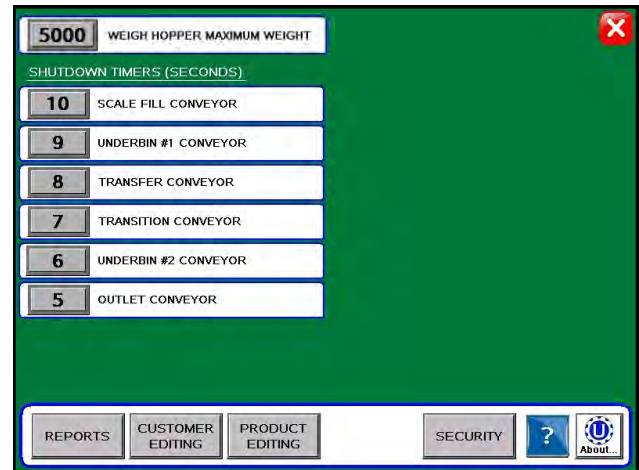 5000 WEIGH HOPPER MAXIMUM WEIGHT
SHUTDOWN TIMERS (SECONDS)
10 SCALE FILL CONVEYOR
9 UNDERBIN #1 CONVEYOR
8 TRANSFER CONVEYOR
7 TRANSITION CONVEYOR
6 UNDERBIN #2 CONVEYOR
5 OUTLET CONVEYOR
REPORTS
CUSTOMER
EDITING
PRODUCT
EDITING
SECURITY
?
U
About...